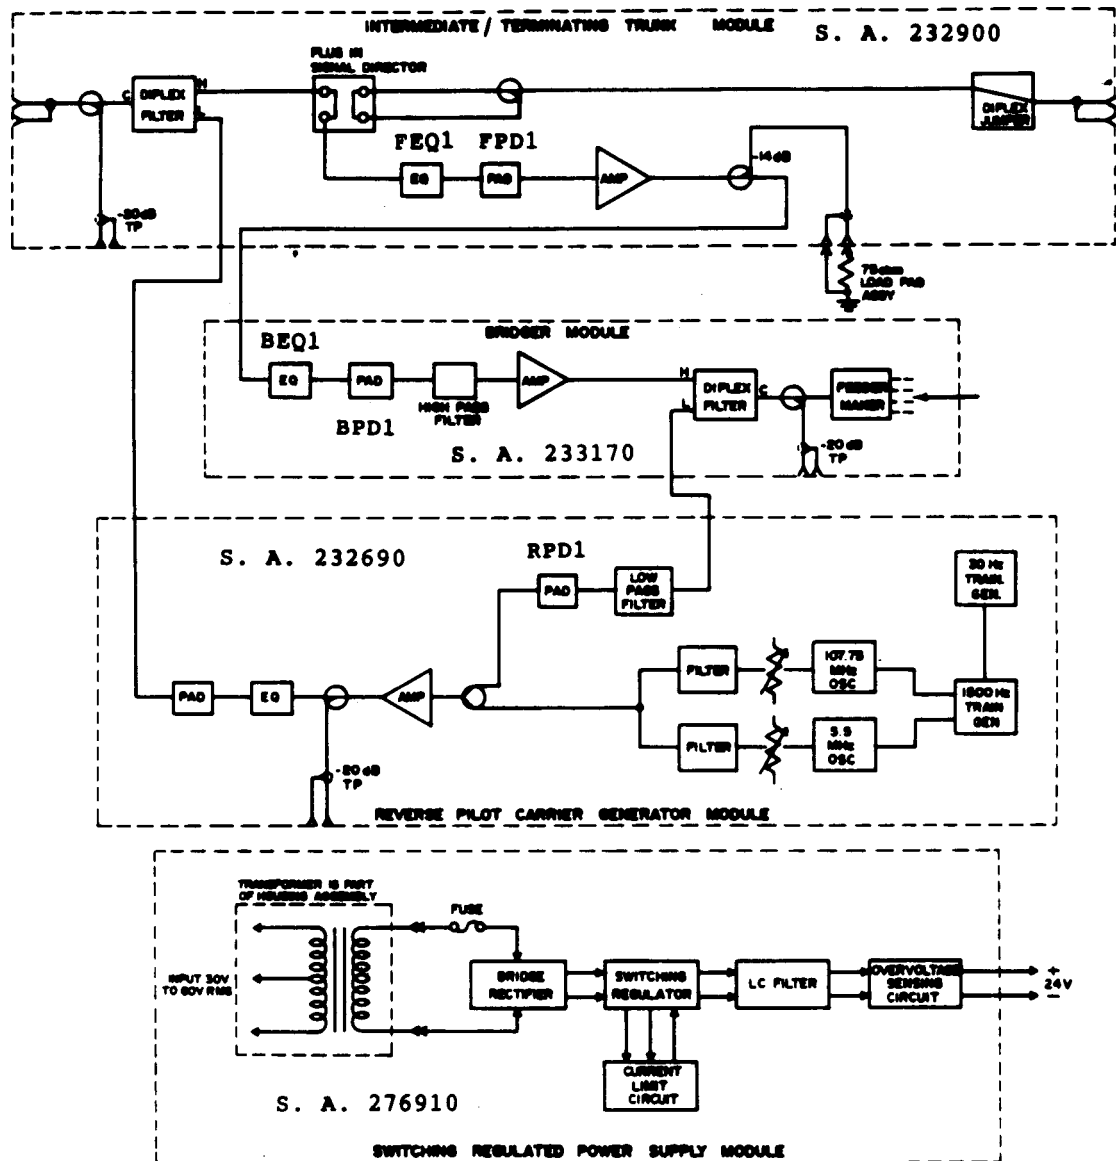 INTERMEDIATE / TERMINATING TRUNK MODULE
S. A. 232900
PLUG IN
SIGNAL DIRECTOR
C
DIPLEX
FILTER
H
L
DIPLEX
JUMPER
FEQ1 FPD1
EQ
PAD
AMP
-14dB
-20dB
TP
75ohm
LOAD PAD
ASSY
BRIDGER MODULE
BEQ1
EQ
PAD
HIGH PASS
FILTER
AMP
H
L
DIPLEX
FILTER
C
FEEDER
MAKER
BPD1
S. A. 233170
-20 dB
TP
S. A. 232690
RPD1
PAD
LOW
PASS
FILTER
30 Hz
TRAIN.
GEN.
FILTER
107.75
MHz
OSC
PAD
EQ
AMP
1500 Hz
TRAIN
GEN
FILTER
5.5
MHz
OSC
-20 dB
TP
REVERSE PILOT CARRIER GENERATOR MODULE
TRANSFORMER IS PART
OF HOUSING ASSEMBLY
FUSE
INPUT 30V
TO 60V RMS
BRIDGE
RECTIFIER
SWITCHING
REGULATOR
LC FILTER
OVERVOLTAGE
SENSING
CIRCUIT
+
24V
-
CURRENT
LIMIT
CIRCUIT
S. A. 276910
SWITCHING REGULATED POWER SUPPLY MODULE